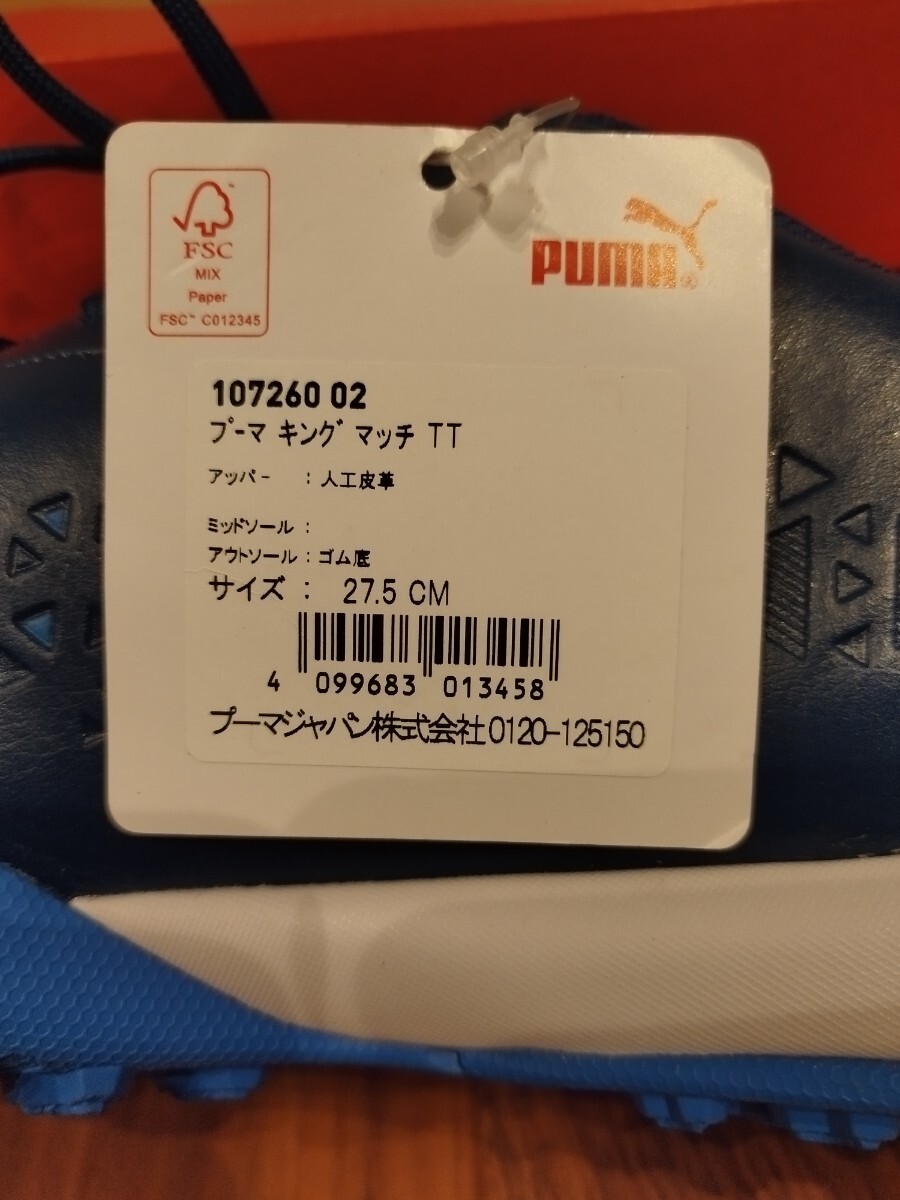 FSC™
MIX
Paper
FSC™ C012345
PUMA®
107260 02
プーマ キング マッチ TT
アッパー : 人工皮革
ミッドソール :
アウトソール : ゴム底
サイズ : 27.5 CM
4 099683 013458
プーマジャパン株式会社0120-125150